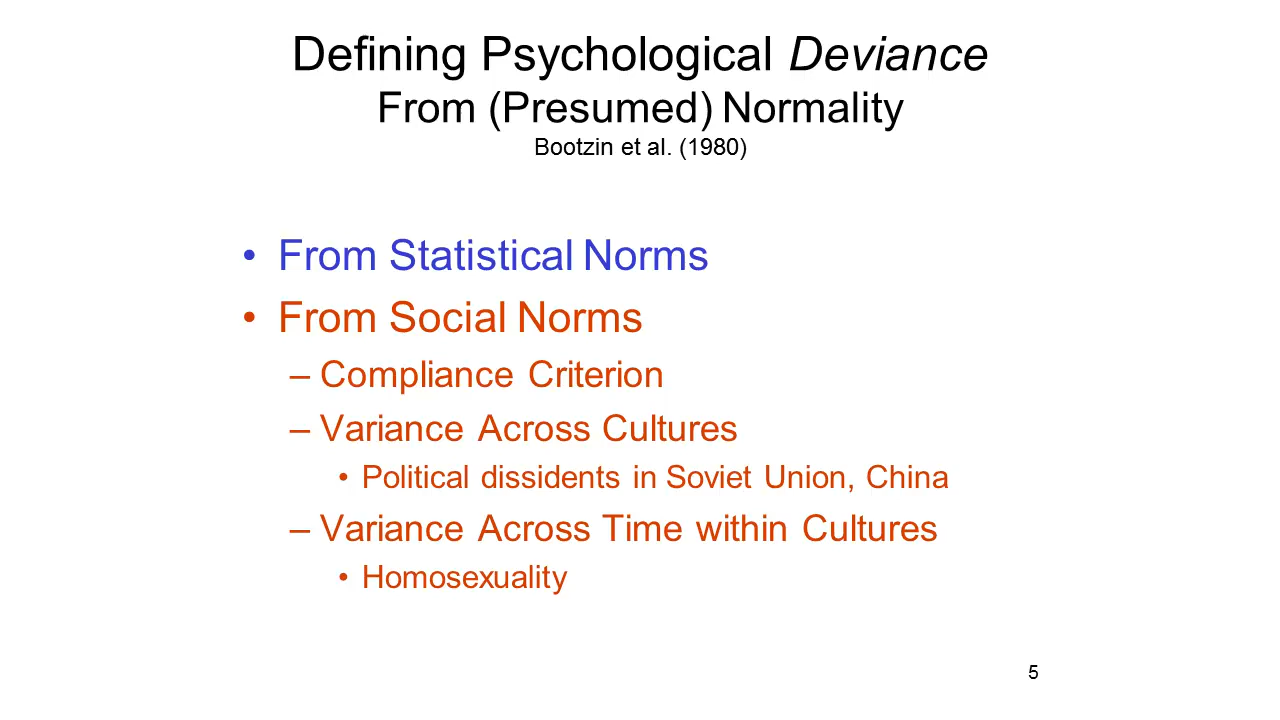 Defining Psychological Deviance
From (Presumed) Normality
Bootzin et al. (1980)
• From Statistical Norms
• From Social Norms
– Compliance Criterion
– Variance Across Cultures
• Political dissidents in Soviet Union, China
– Variance Across Time within Cultures
• Homosexuality
5